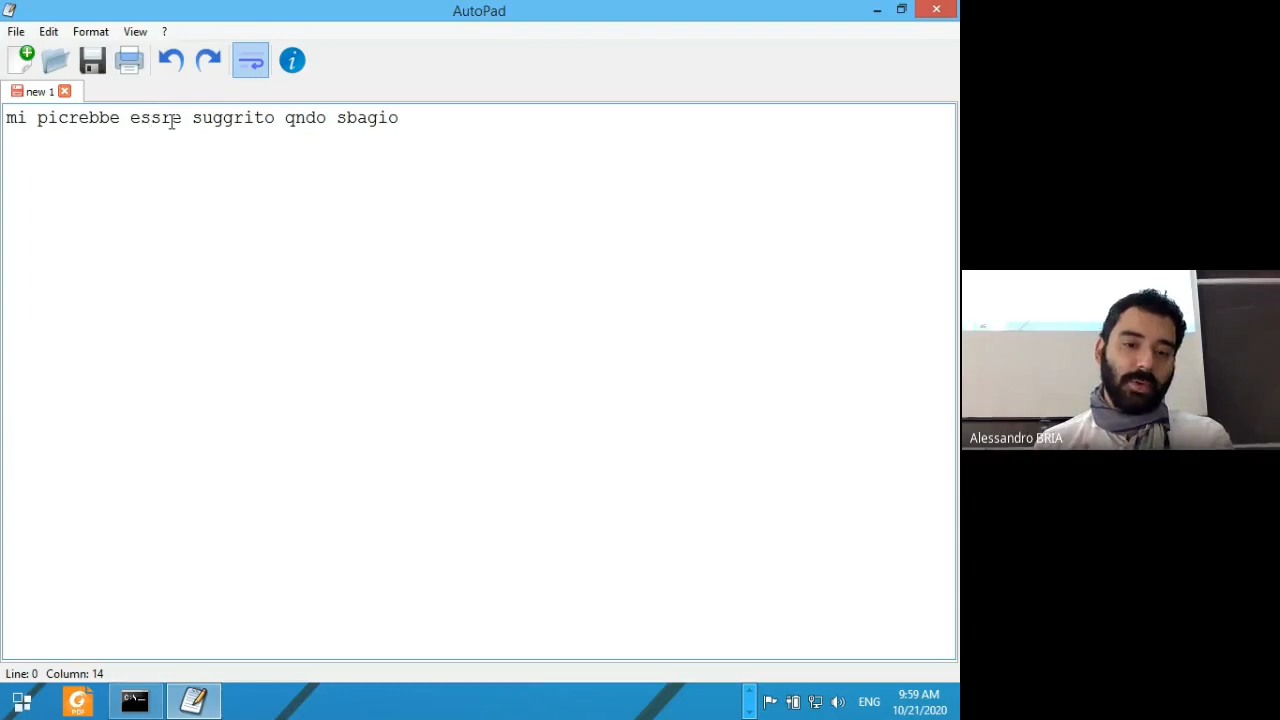 AutoPad
File Edit Format View ?
new 1
mi picrebbe essre suggrito qndo sbagio
Alessandro BRIA
Line: 0 Column: 14
PDF
C:\.
ENG
9:59 AM
10/21/2020